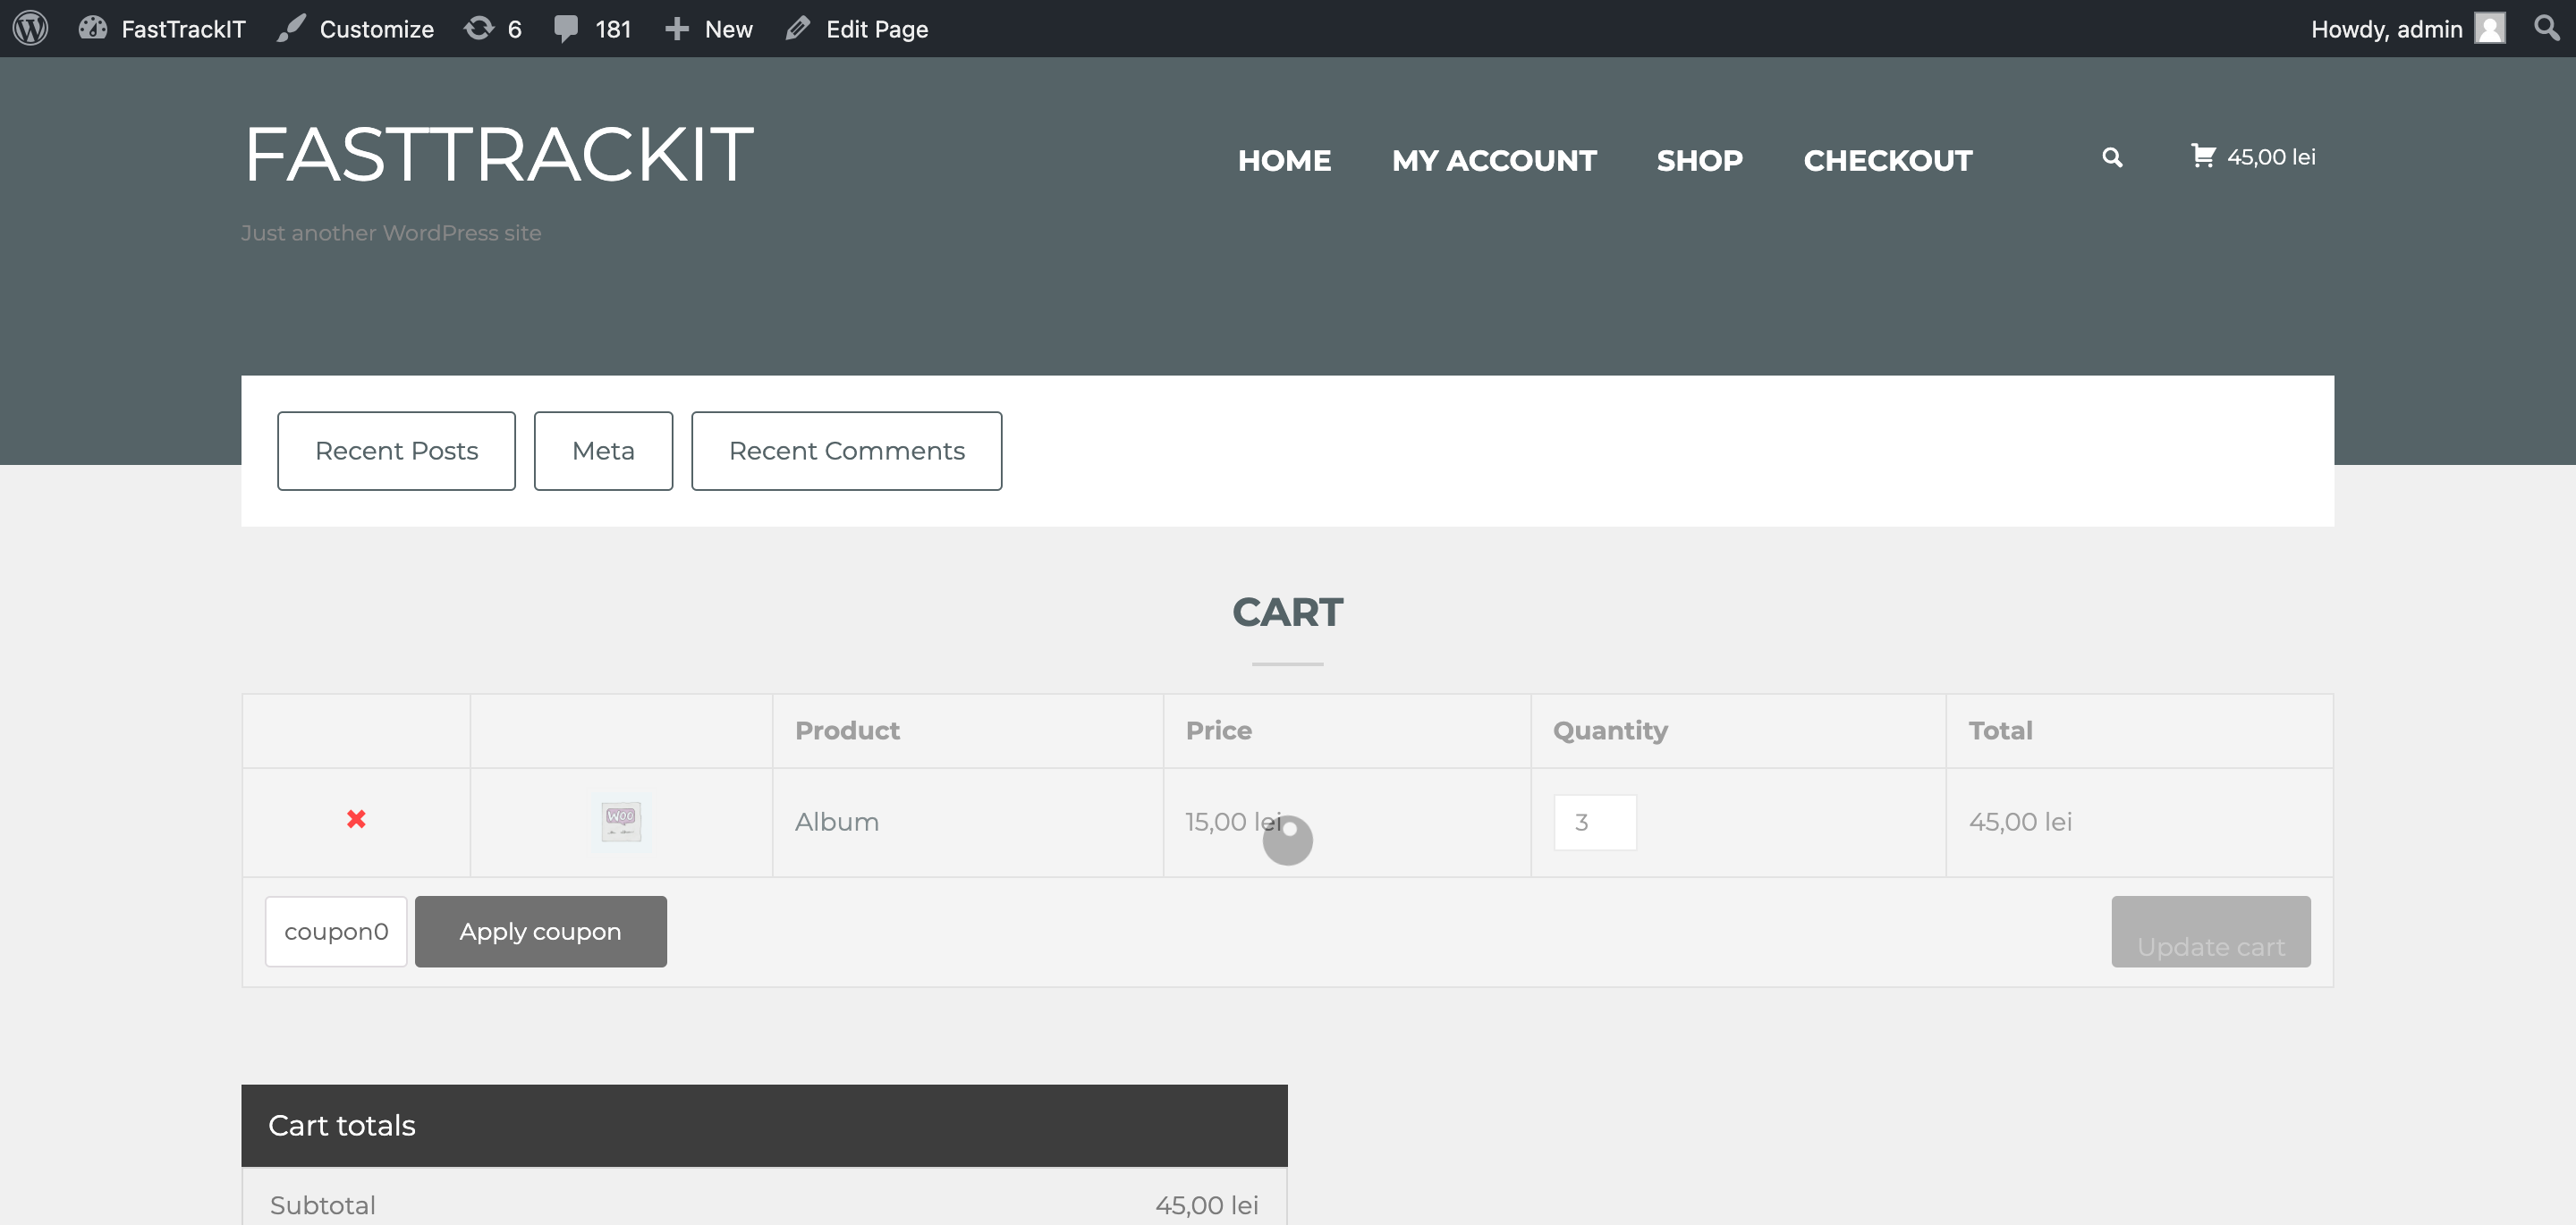 FastTrackIT Customize 6 181 New Edit Page Howdy, admin
FASTTRACKIT
HOME MY ACCOUNT SHOP CHECKOUT 45,00 lei
Just another WordPress site
Recent Posts Meta Recent Comments
CART
Product Price Quantity Total
WOO
Album 15,00 lei 3 45,00 lei
coupon0 Apply coupon Update cart
Cart totals
Subtotal 45,00 lei